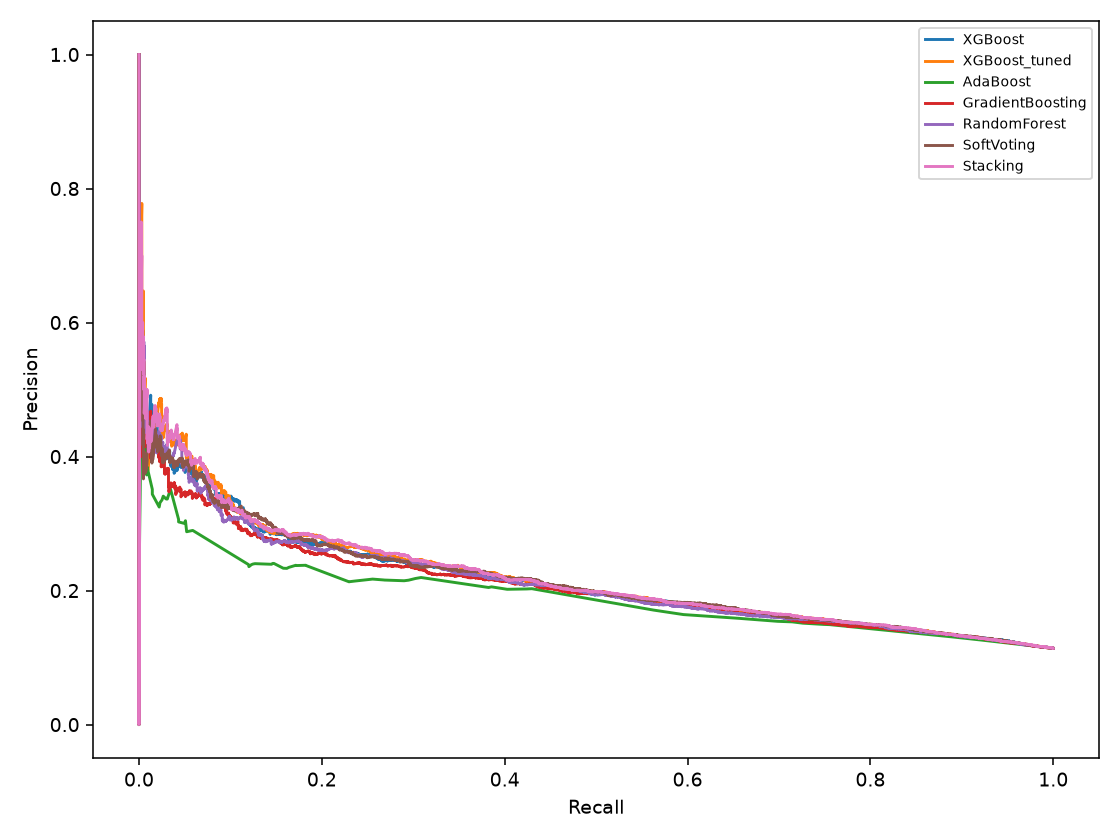 1.0
0.8
0.6
0.4
0.2
0.0
Precision
0.0 0.2 0.4 0.6 0.8 1.0
Recall
XGBoost
XGBoost_tuned
AdaBoost
GradientBoosting
RandomForest
SoftVoting
Stacking